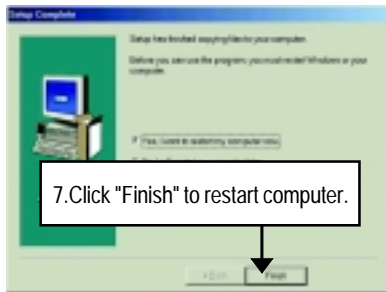 Setup Complete
Setup has finished copying files to your computer.
Before you can use the program, you must restart Windows or your
computer.
Yes, I want to restart my computer now.
7.Click "Finish" to restart computer.
< Back
Finish